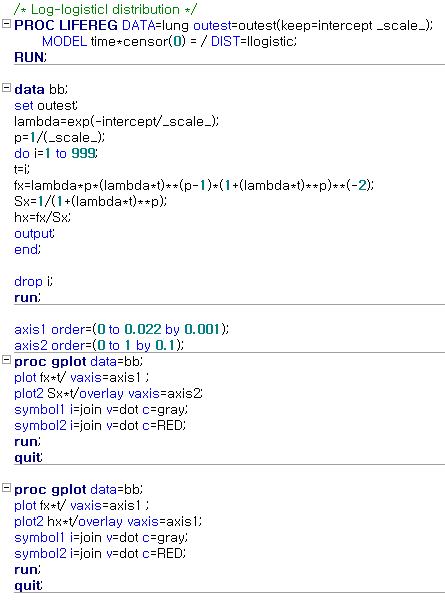 /* Log-logisticl distribution */
PROC LIFEREG DATA=lung outest=outest(keep=intercept _scale_);
MODEL time*censor(0) = / DIST=llogistic;
RUN;
data bb;
set outest;
lambda=exp(-intercept/_scale_);
p=1/(_scale_);
do i=1 to 999;
t=i;
fx=lambda*p*(lambda*t)**(p-1)*(1+(lambda*t)**p)**(-2);
Sx=1/(1+(lambda*t)**p);
hx=fx/Sx;
output;
end;
drop i;
run;
axis1 order=(0 to 0.022 by 0.001);
axis2 order=(0 to 1 by 0.1);
proc gplot data=bb;
plot fx*t/ vaxis=axis1 ;
plot2 Sx*t/overlay vaxis=axis2;
symbol1 i=join v=dot c=gray;
symbol2 i=join v=dot c=RED;
run;
quit;
proc gplot data=bb;
plot fx*t/ vaxis=axis1 ;
plot2 hx*t/overlay vaxis=axis1;
symbol1 i=join v=dot c=gray;
symbol2 i=join v=dot c=RED;
run;
quit;